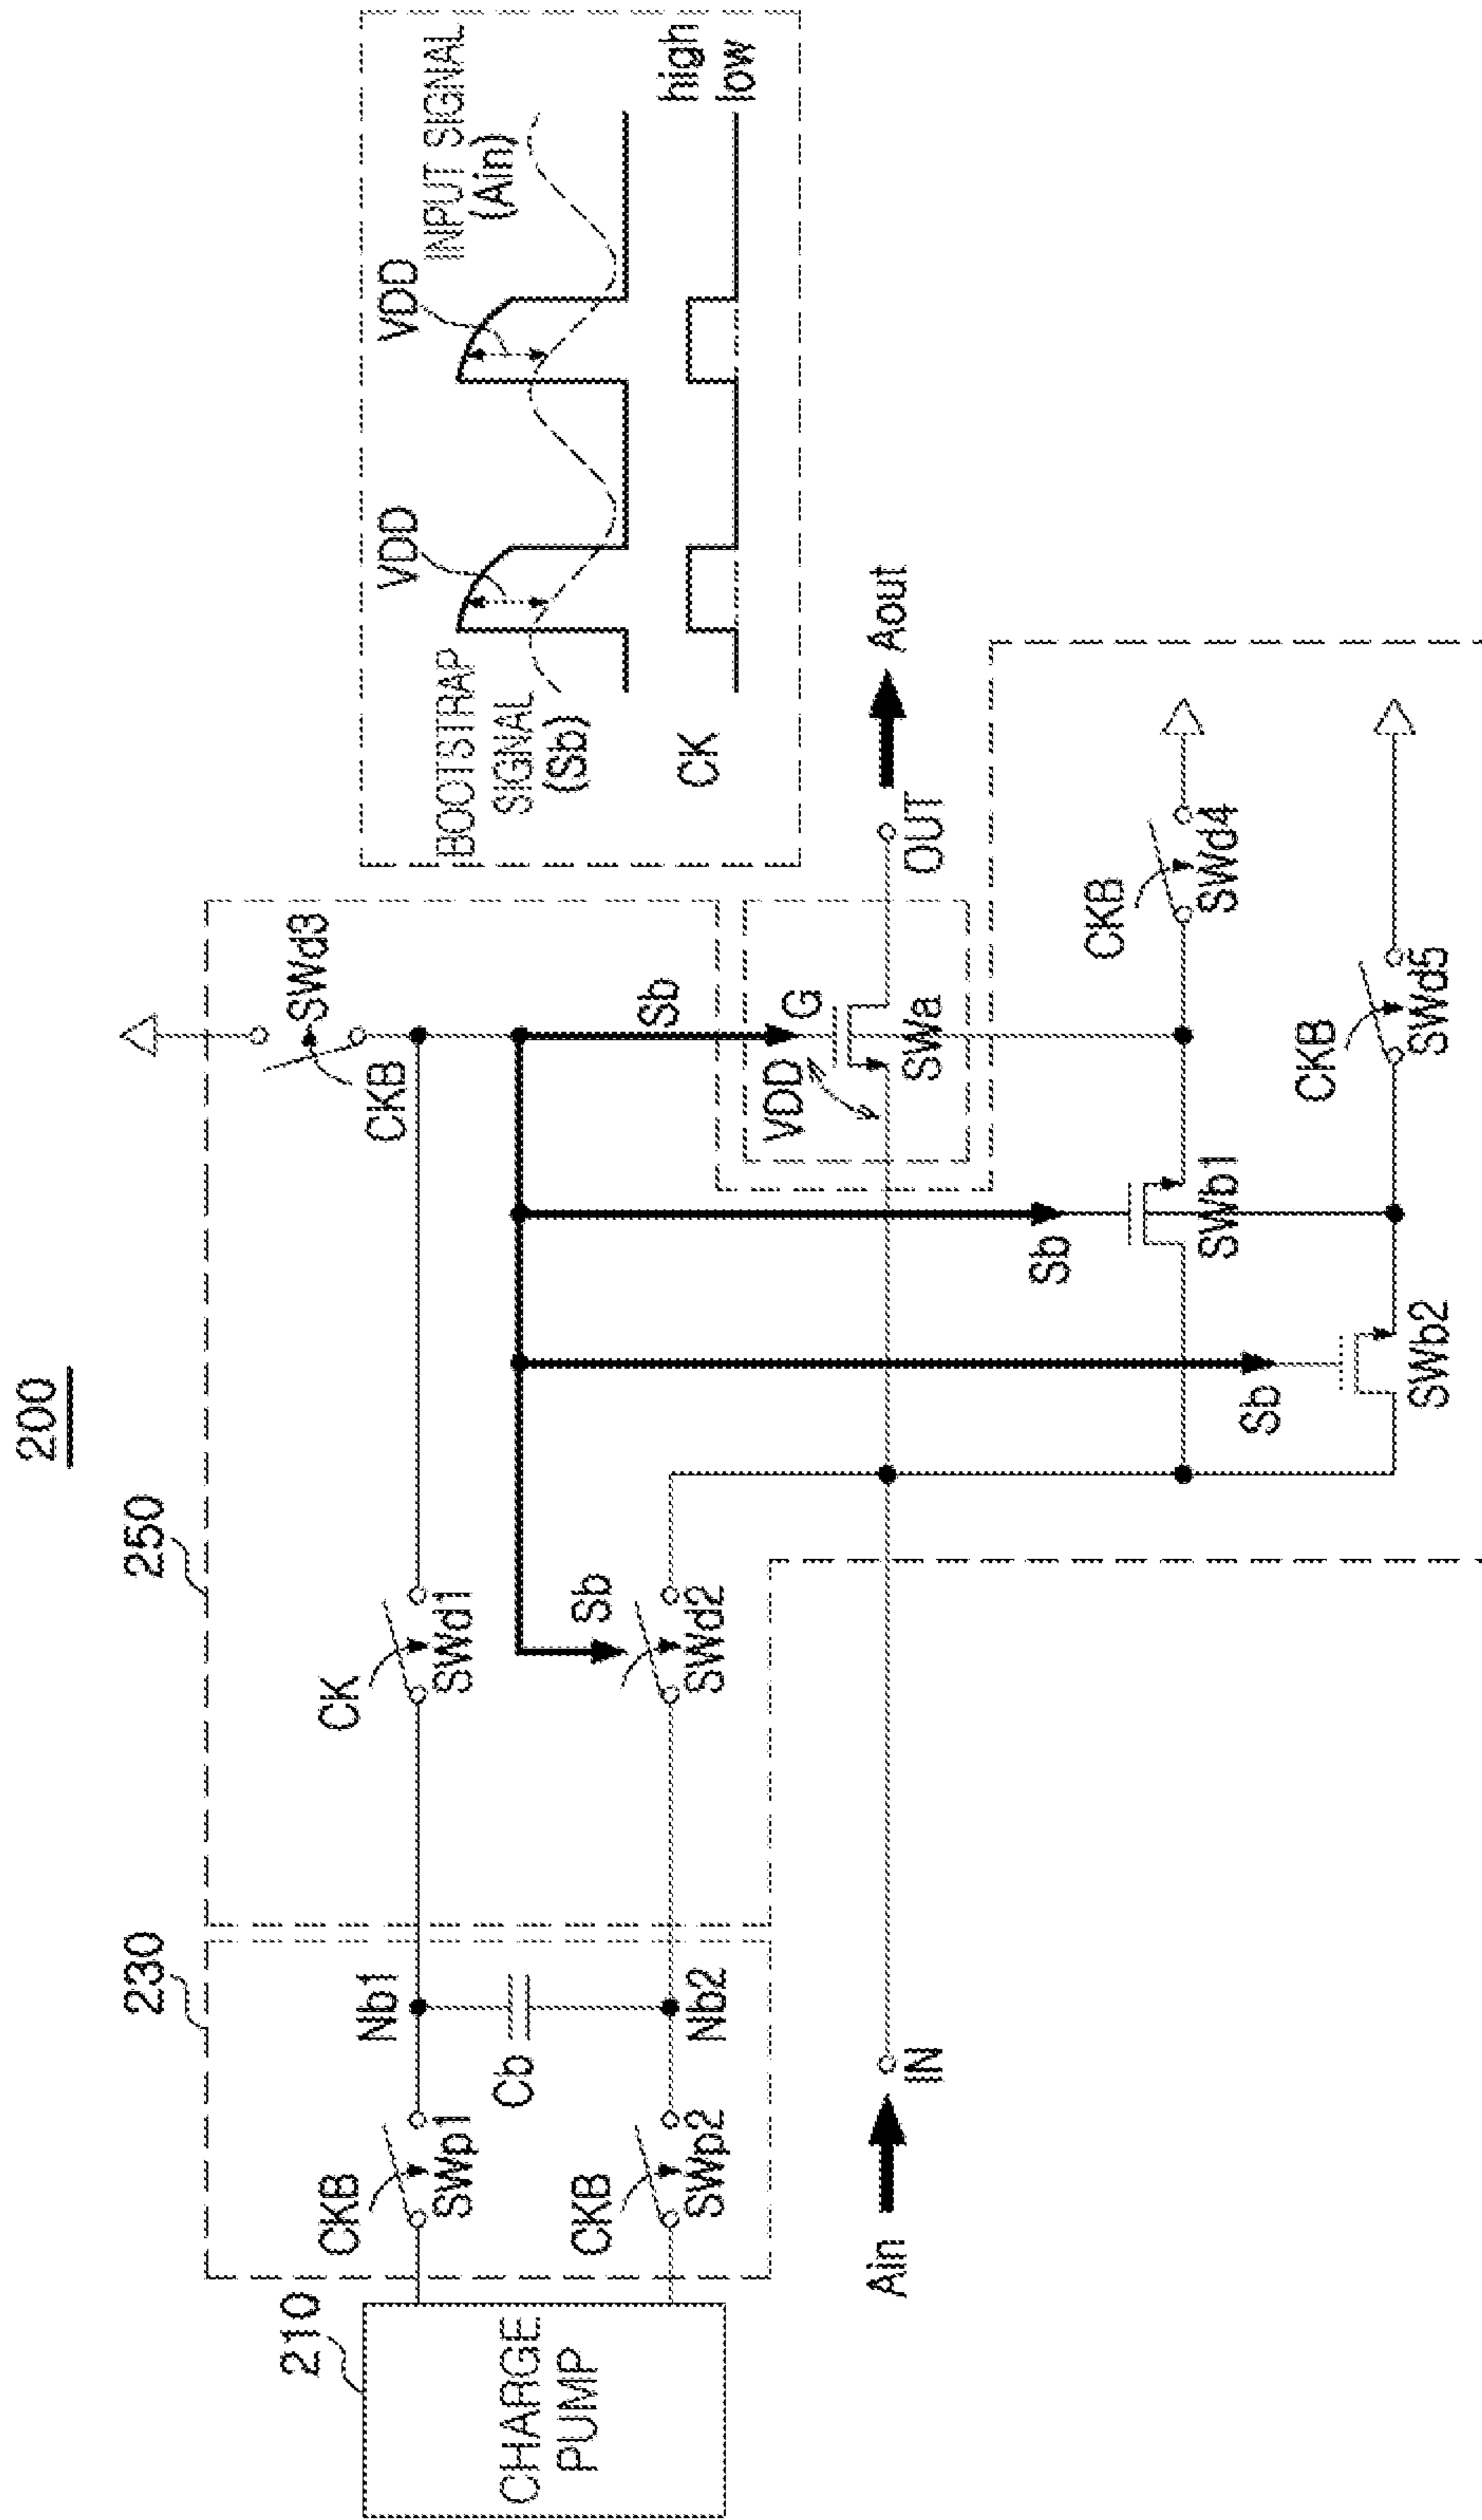 200
250
230
210
CHARGE
PUMP
CKB
SWp1
CKB
SWp2
Nb1
Cb
Nb2
CK
SWd1
Sb
SWd2
SWd3
CKB
Sb
VDD
G
SWa
Ain
IN
OUT
Aout
Sb
SWb1
Sb
SWb2
CKB
SWd4
CKB
SWd5
BOOTSTRAP
SIGNAL
(Sb)
VDD
VDD
INPUT SIGNAL
(Ain)
CK
high
low